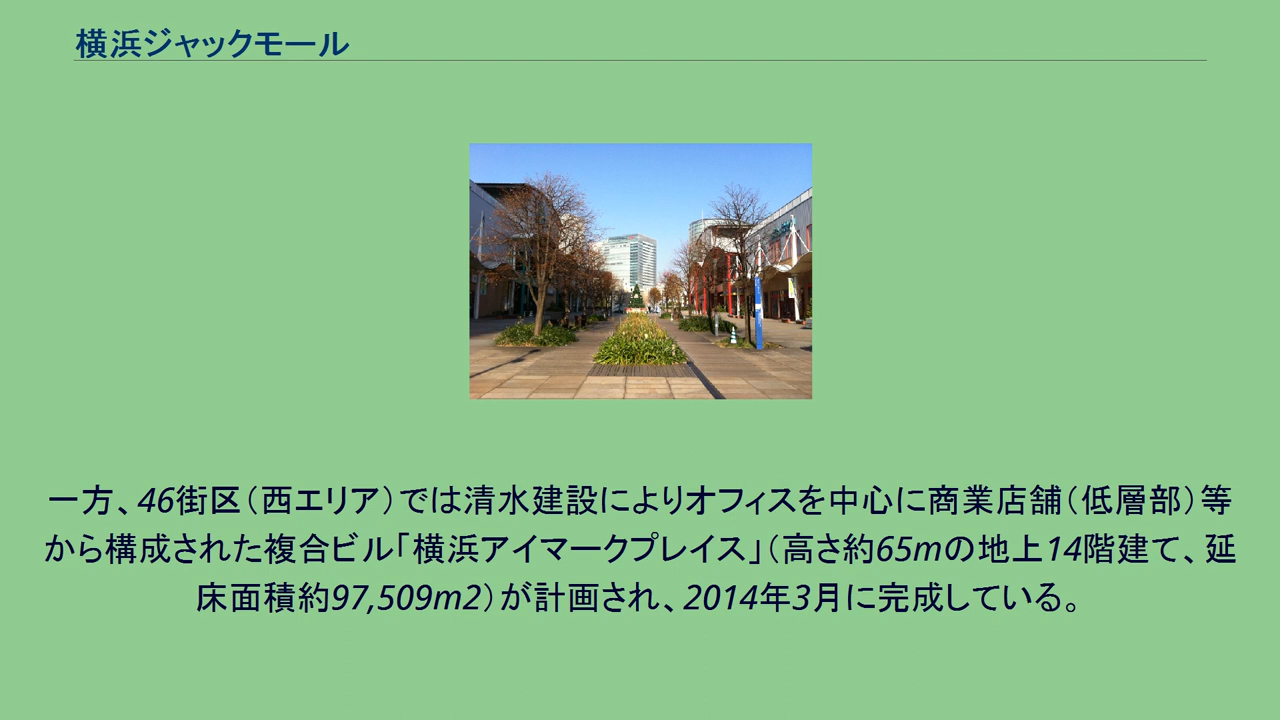 横浜ジャックモール
一方、46街区（西エリア）では清水建設によりオフィスを中心に商業店舗（低層部）等
から構成された複合ビル「横浜アイマークプレイス」（高さ約65mの地上14階建て、延
床面積約97,509m2）が計画され、2014年3月に完成している。